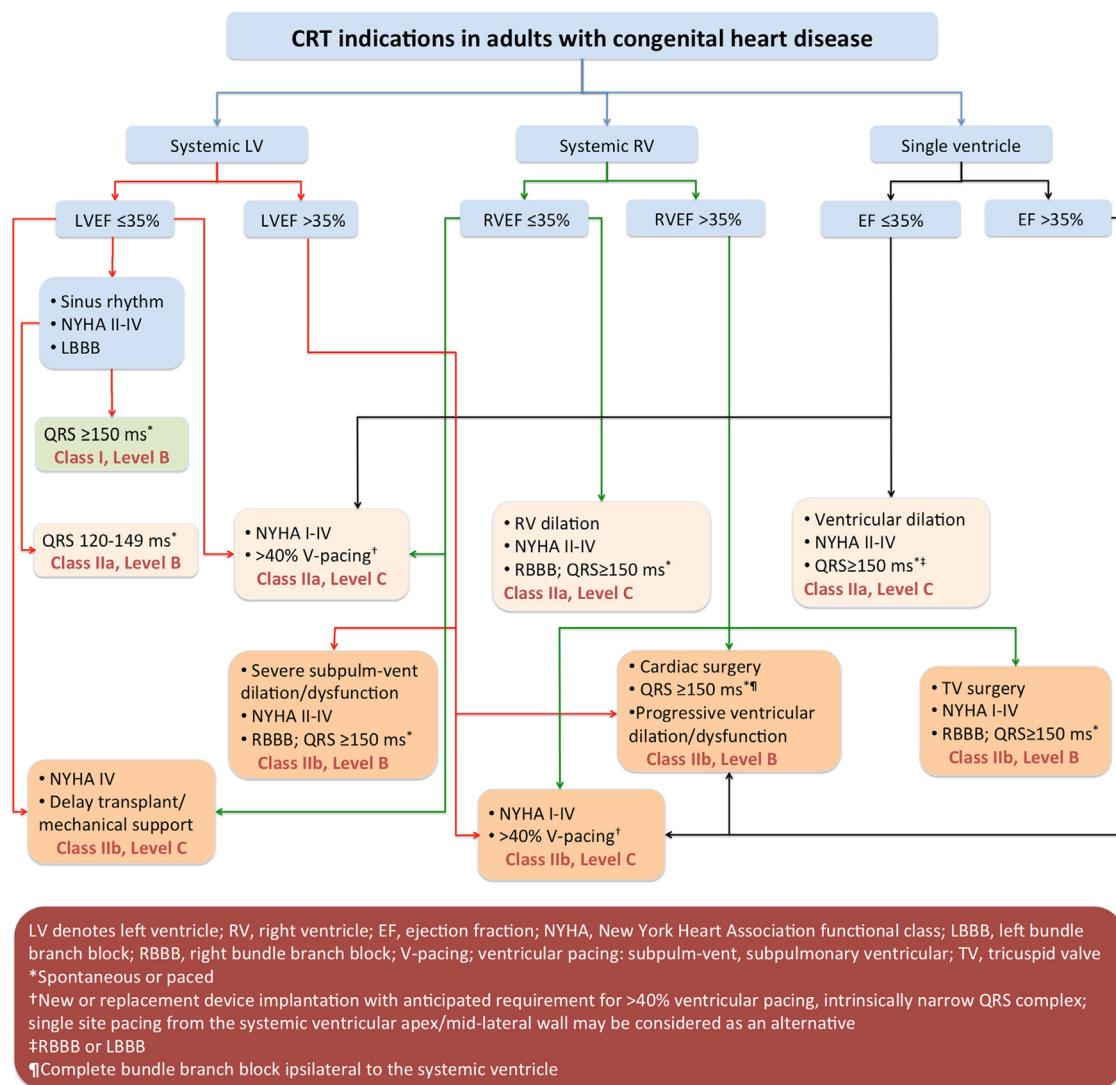 CRT indications in adults with congenital heart disease
Systemic LV
Systemic RV
Single ventricle
LVEF ≤35%
LVEF >35%
RVEF ≤35%
RVEF >35%
EF ≤35%
EF >35%
• Sinus rhythm
• NYHA II-IV
• LBBB
QRS ≥150 ms*
Class I, Level B
QRS 120-149 ms*
Class IIa, Level B
• NYHA I-IV
• >40% V-pacing†
Class IIa, Level C
• RV dilation
• NYHA II-IV
• RBBB; QRS≥150 ms*
Class IIa, Level C
• Ventricular dilation
• NYHA II-IV
• QRS≥150 ms*‡
Class IIa, Level C
• Severe subpulm-vent
dilation/dysfunction
• NYHA II-IV
• RBBB; QRS ≥150 ms*
Class IIb, Level B
• Cardiac surgery
• QRS ≥150 ms*¶
•Progressive ventricular
dilation/dysfunction
Class IIb, Level B
• TV surgery
• NYHA I-IV
• RBBB; QRS≥150 ms*
Class IIb, Level B
• NYHA IV
• Delay transplant/
mechanical support
Class IIb, Level C
• NYHA I-IV
• >40% V-pacing†
Class IIb, Level C
LV denotes left ventricle; RV, right ventricle; EF, ejection fraction; NYHA, New York Heart Association functional class; LBBB, left bundle
branch block; RBBB, right bundle branch block; V-pacing; ventricular pacing: subpulm-vent, subpulmonary ventricular; TV, tricuspid valve
*Spontaneous or paced
†New or replacement device implantation with anticipated requirement for >40% ventricular pacing, intrinsically narrow QRS complex;
single site pacing from the systemic ventricular apex/mid-lateral wall may be considered as an alternative
‡RBBB or LBBB
¶Complete bundle branch block ipsilateral to the systemic ventricle